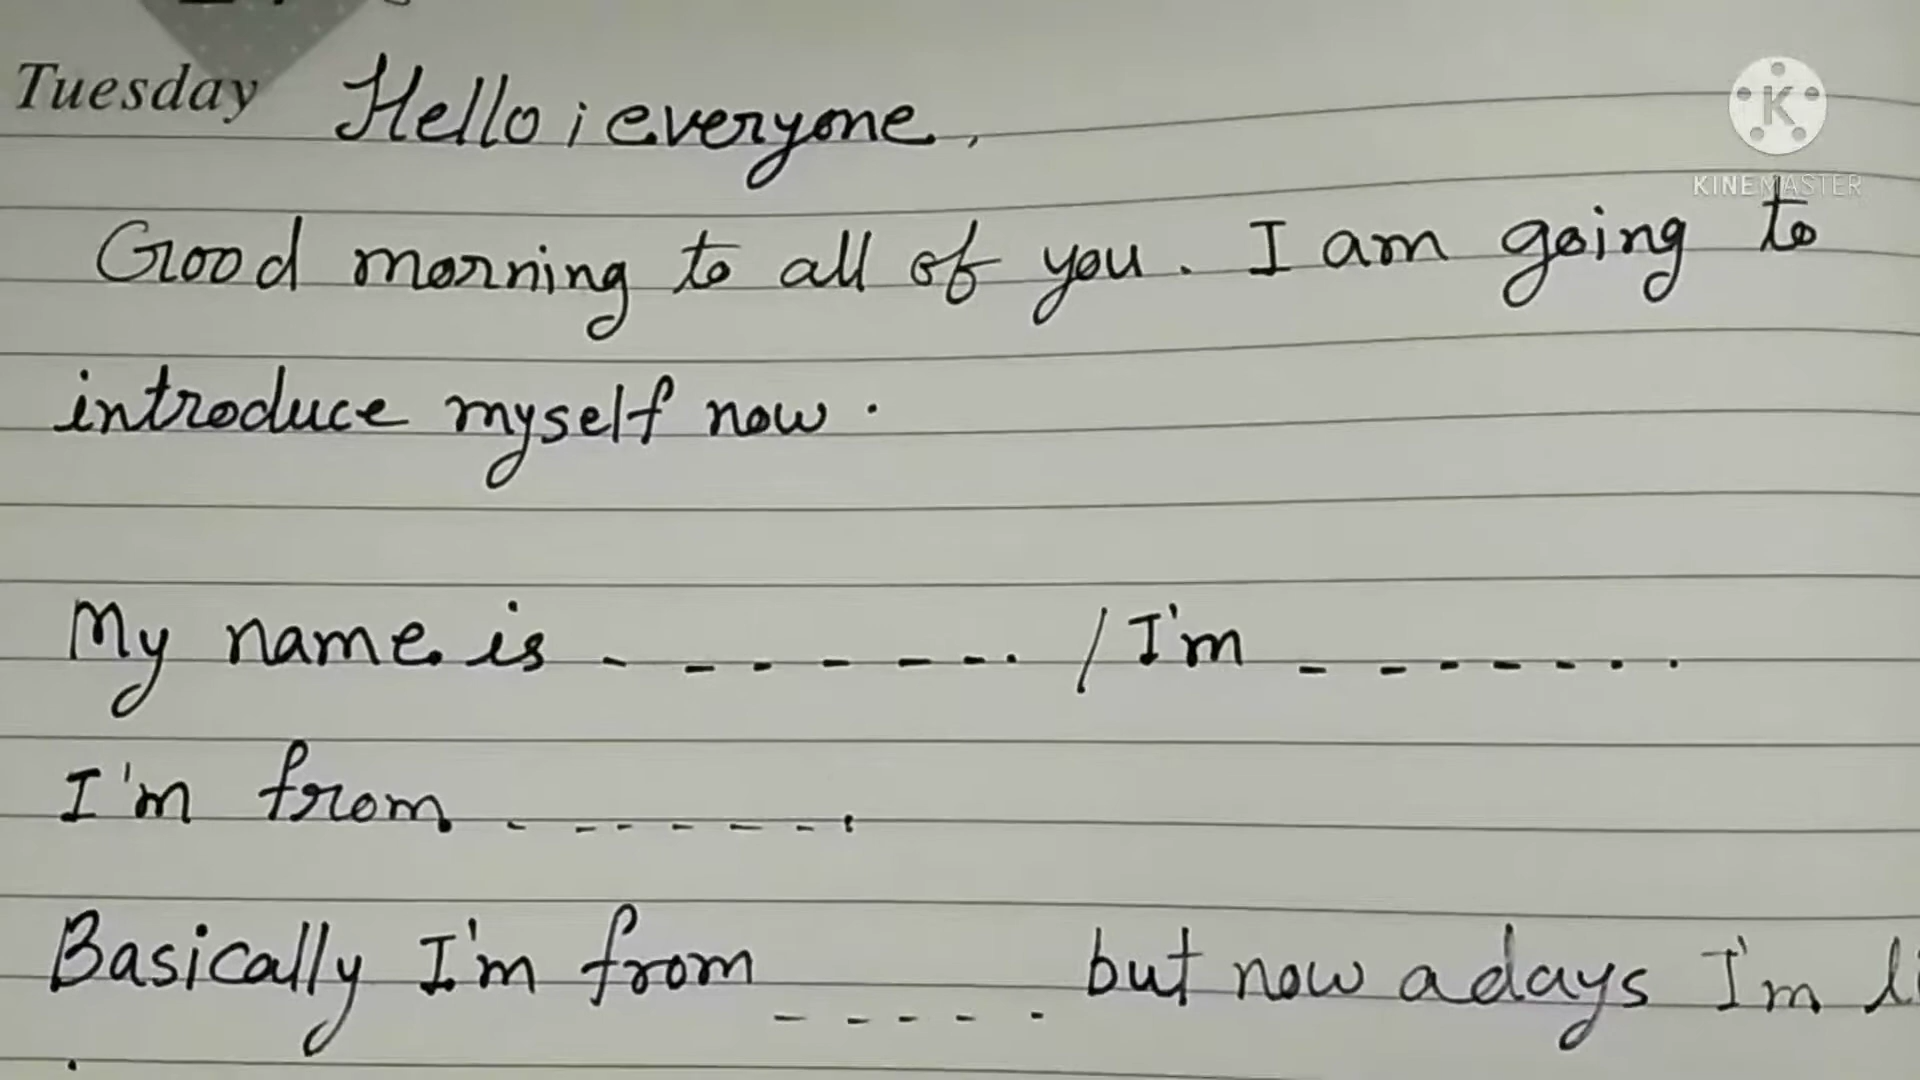 Tuesday Hello i everyone,
KINEMASTER
Good morning to all of you. I am going to
introduce myself now.
My name is - - - - - - . / I'm - - - - - - . .
I'm from - - - - - - .
Basically I'm from - - - - . but now a days I'm li